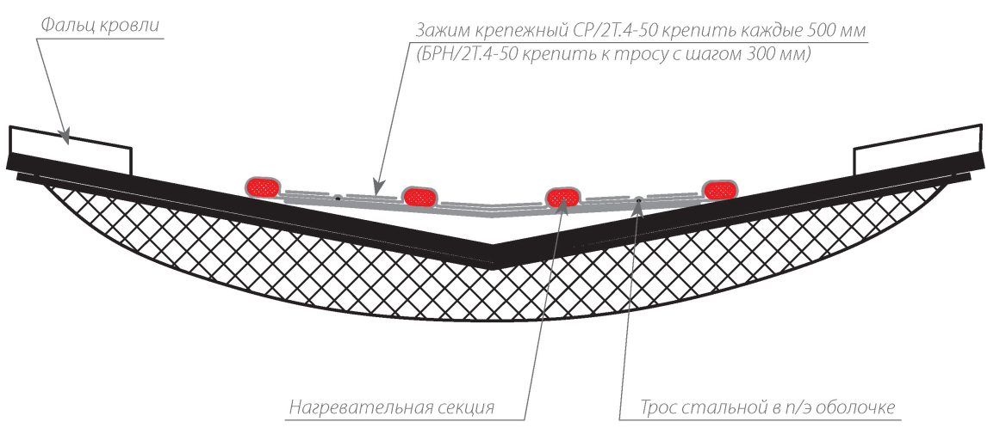 Фальц кровли
Зажим крепежный СР/2Т.4-50 крепить каждые 500 мм
(БРН/2Т.4-50 крепить к тросу с шагом 300 мм)
Нагревательная секция
Трос стальной в п/э оболочке